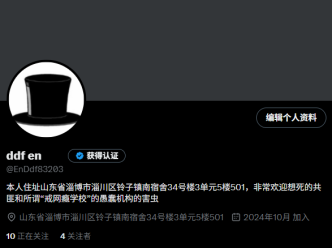 编辑个人资料
ddf en 获得认证
@EnDdf83203
本人住址山东省淄博市淄川区铃子镇南宿舍34号楼3单元5楼501，非常欢迎想死的共
匪和所谓“戒网瘾学校”的愚蠢机构的害虫
山东省淄博市淄川区铃子镇南宿舍34号楼3单元5楼501 2024年10月 加入
10 正在关注 4 关注者